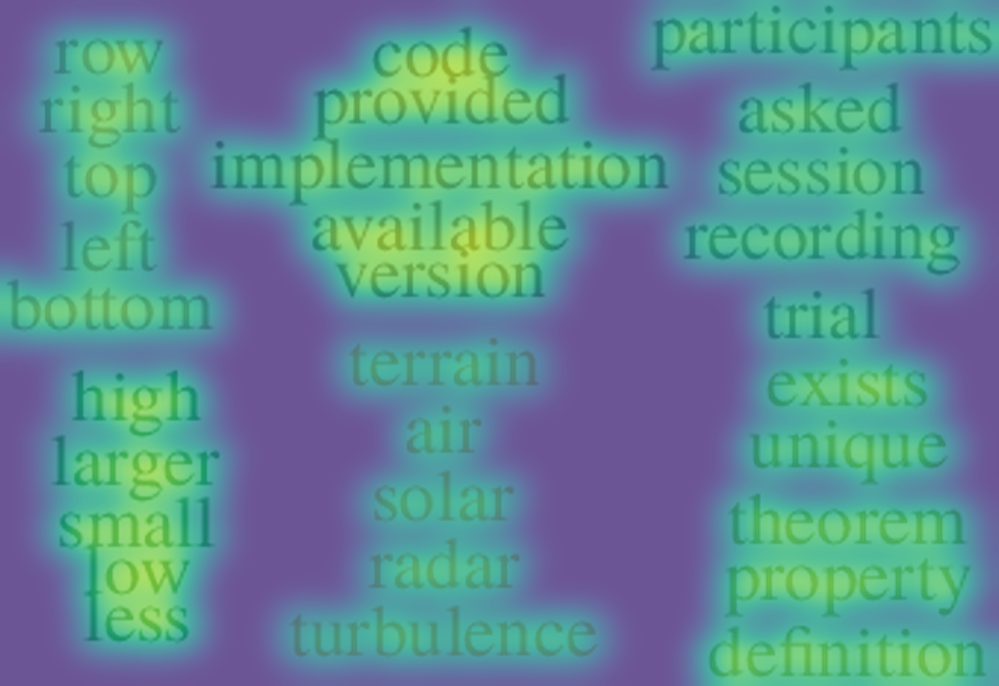 row
right
top
left
bottom
high
larger
small
low
less
code
provided
implementation
available
version
terrain
air
solar
radar
turbulence
participants
asked
session
recording
trial
exists
unique
theorem
property
definition